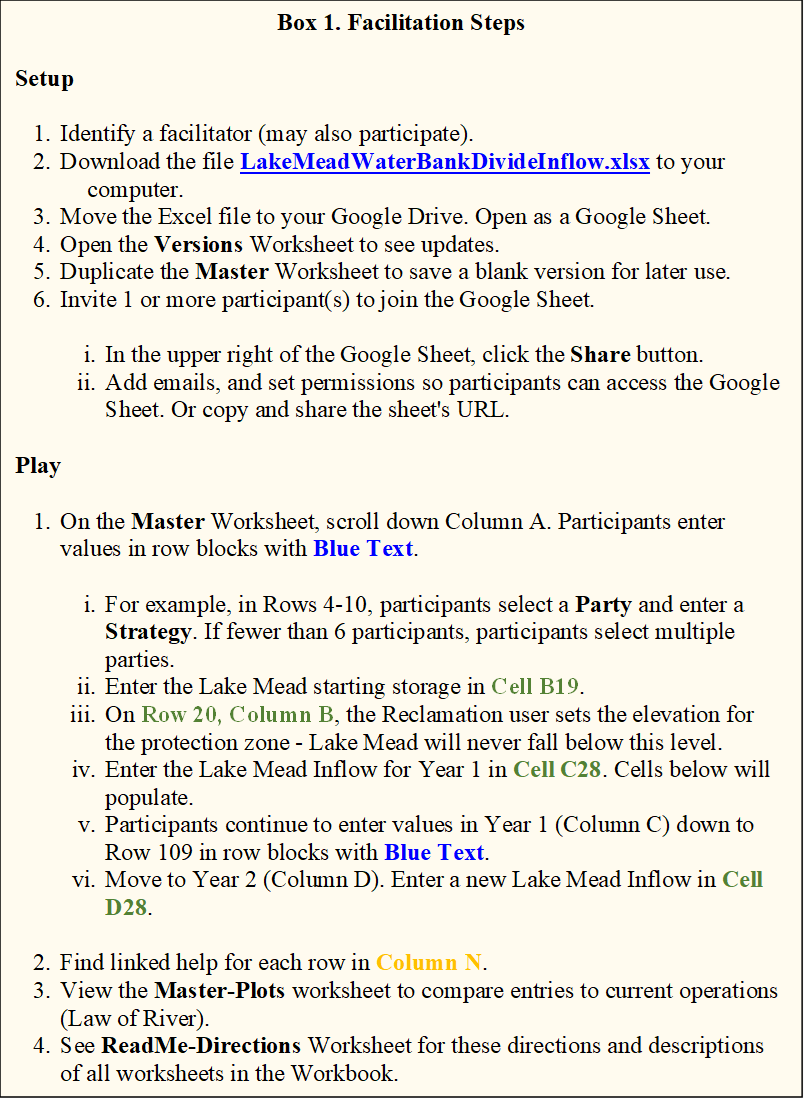 Box 1. Facilitation Steps
Setup
1. Identify a facilitator (may also participate).
2. Download the file LakeMeadWaterBankDivideInflow.xlsx to your
computer.
3. Move the Excel file to your Google Drive. Open as a Google Sheet.
4. Open the Versions Worksheet to see updates.
5. Duplicate the Master Worksheet to save a blank version for later use.
6. Invite 1 or more participant(s) to join the Google Sheet.
i. In the upper right of the Google Sheet, click the Share button.
ii. Add emails, and set permissions so participants can access the Google
Sheet. Or copy and share the sheet's URL.
Play
1. On the Master Worksheet, scroll down Column A. Participants enter
values in row blocks with Blue Text.
i. For example, in Rows 4-10, participants select a Party and enter a
Strategy. If fewer than 6 participants, participants select multiple
parties.
ii. Enter the Lake Mead starting storage in Cell B19.
iii. On Row 20, Column B, the Reclamation user sets the elevation for
the protection zone - Lake Mead will never fall below this level.
iv. Enter the Lake Mead Inflow for Year 1 in Cell C28. Cells below will
populate.
v. Participants continue to enter values in Year 1 (Column C) down to
Row 109 in row blocks with Blue Text.
vi. Move to Year 2 (Column D). Enter a new Lake Mead Inflow in Cell
D28.
2. Find linked help for each row in Column N.
3. View the Master-Plots worksheet to compare entries to current operations
(Law of River).
4. See ReadMe-Directions Worksheet for these directions and descriptions
of all worksheets in the Workbook.